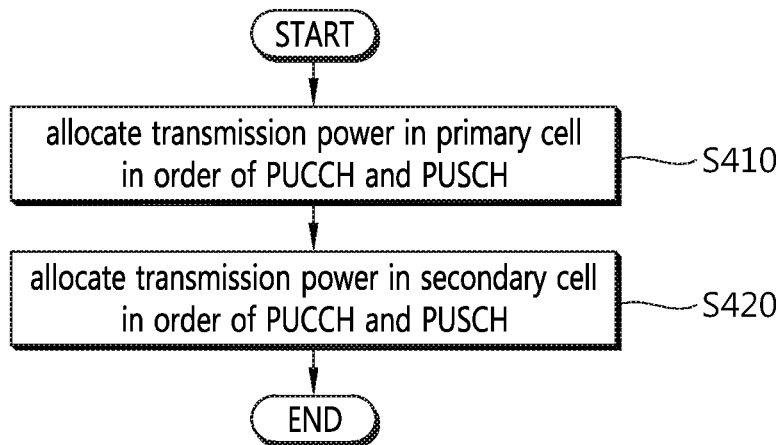 START
allocate transmission power in primary cell
in order of PUCCH and PUSCH
S410
allocate transmission power in secondary cell
in order of PUCCH and PUSCH
S420
END